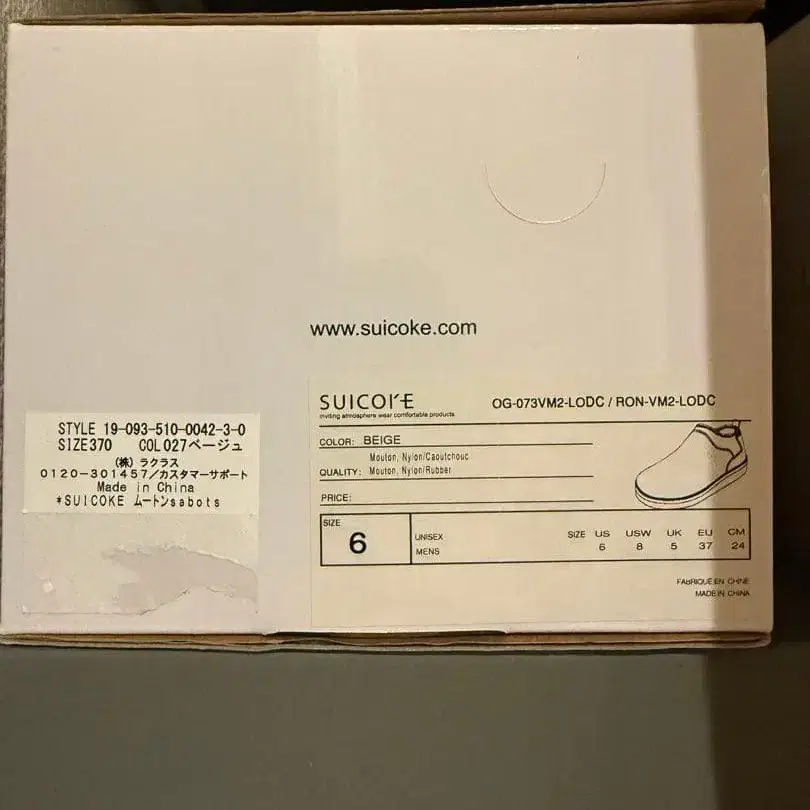 www.suicoke.com
SUICOKE
inviting atmosphere wear comfortable products
OG-073VM2-LODC / RON-VM2-LODC
COLOR: BEIGE
QUALITY: Mouton, Nylon/Caoutchouc
Mouton, Nylon/Rubber
PRICE:
SIZE
6
UNISEX
MENS
SIZE US USW UK EU CM
6 8 5 37 24
FABRIQUÉ EN CHINE
MADE IN CHINA
STYLE 19-093-510-0042-3-0
SIZE370 COL027ベージュ
(株) ラクラス
0120-301457/カスタマーサポート
Made in China
*SUICOKE ムートンsabots